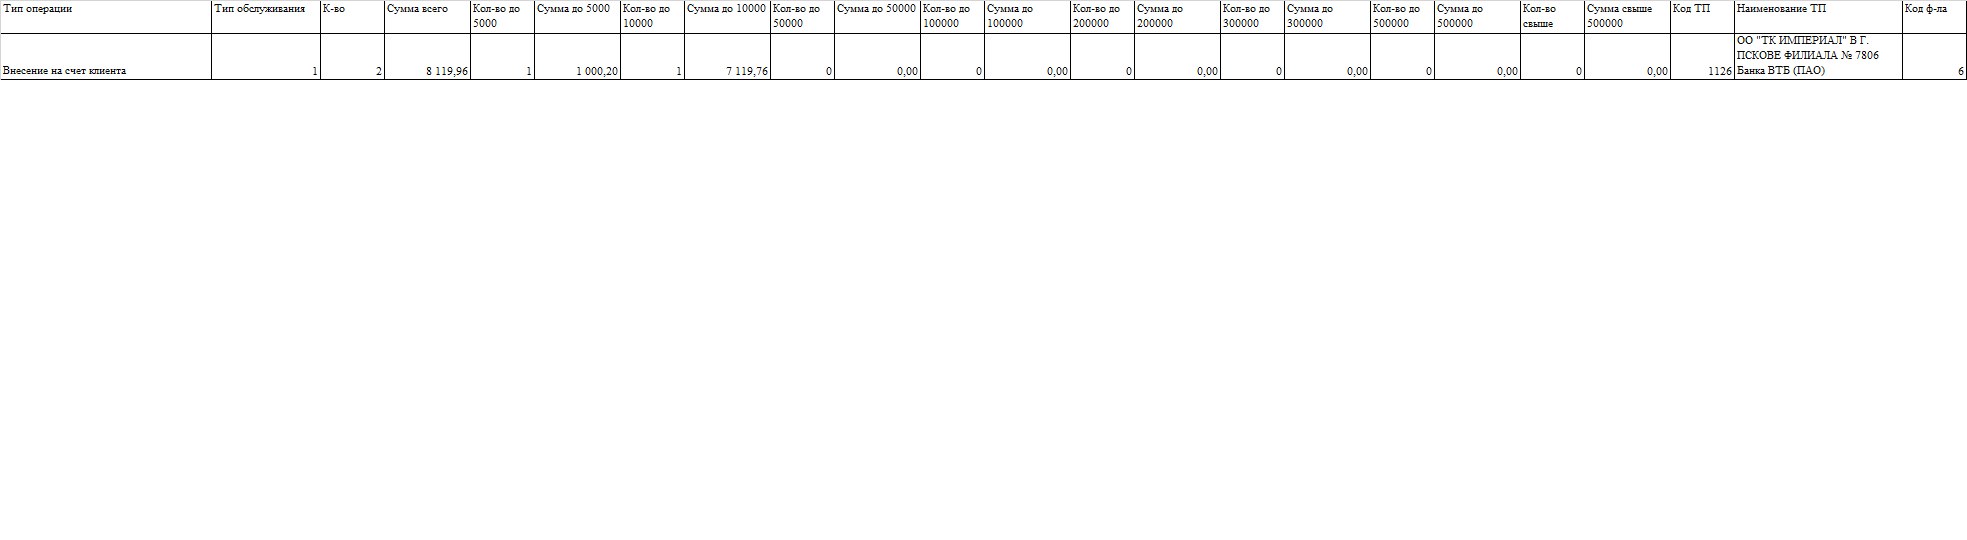 Тип операции Тип обслуживания К-во Сумма всего Кол-во до 5000 Сумма до 5000 Кол-во до 10000 Сумма до 10000 Кол-во до 50000 Сумма до 50000 Кол-во до 100000 Сумма до 100000 Кол-во до 200000 Сумма до 200000 Кол-во до 300000 Сумма до 300000 Кол-во до 500000 Сумма до 500000 Кол-во свыше Сумма свыше 500000 Код ТП Наименование ТП Код ф-ла
Внесение на счет клиента 1 2 8 119,96 1 1 000,20 1 7 119,76 0 0,00 0 0,00 0 0,00 0 0,00 0 0,00 0 0,00 1126 ОО "ТК ИМПЕРИАЛ" В Г. ПСКОВЕ ФИЛИАЛА № 7806 Банка ВТБ (ПАО) 6